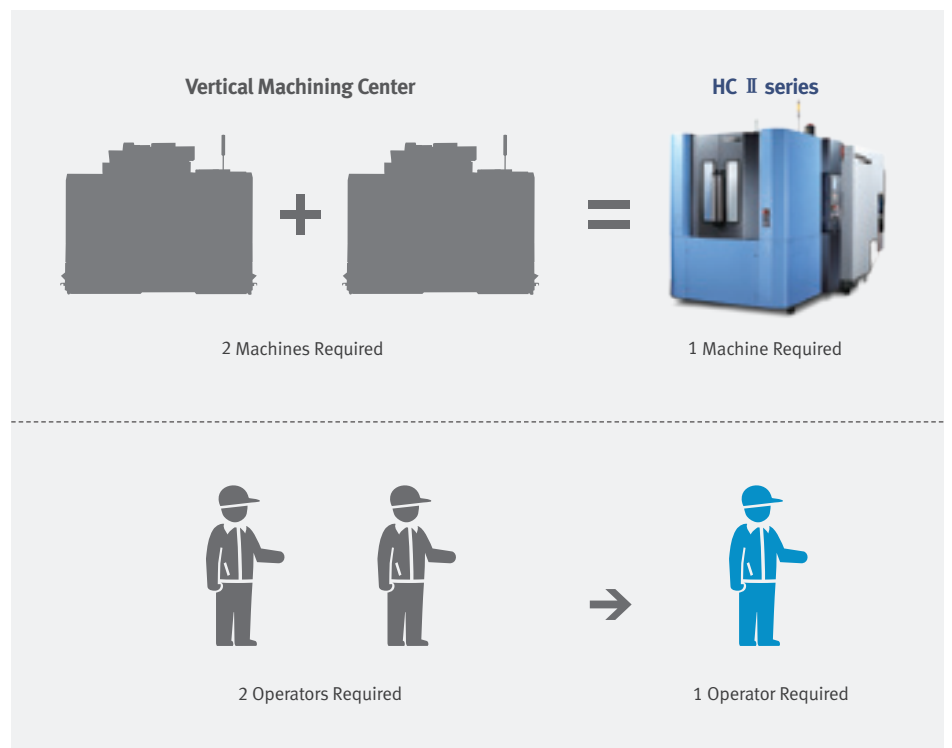 Vertical Machining Center
HC Ⅱ series
2 Machines Required
1 Machine Required
2 Operators Required
1 Operator Required